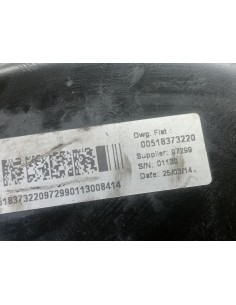 Dwg. Fiat :
00518373220
Supplier: 97299
S/N: 01130
Date: 25/03/14
518373220972990113008414